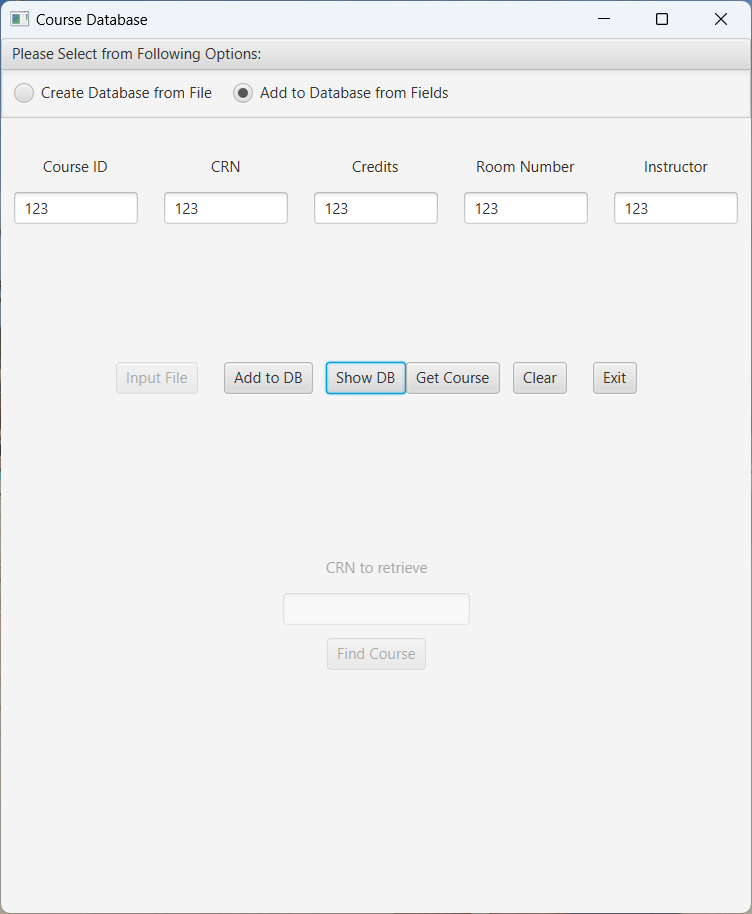 Course Database
Please Select from Following Options:
Create Database from File Add to Database from Fields
Course ID CRN Credits Room Number Instructor
123 123 123 123 123
Input File Add to DB Show DB Get Course Clear Exit
CRN to retrieve
Find Course